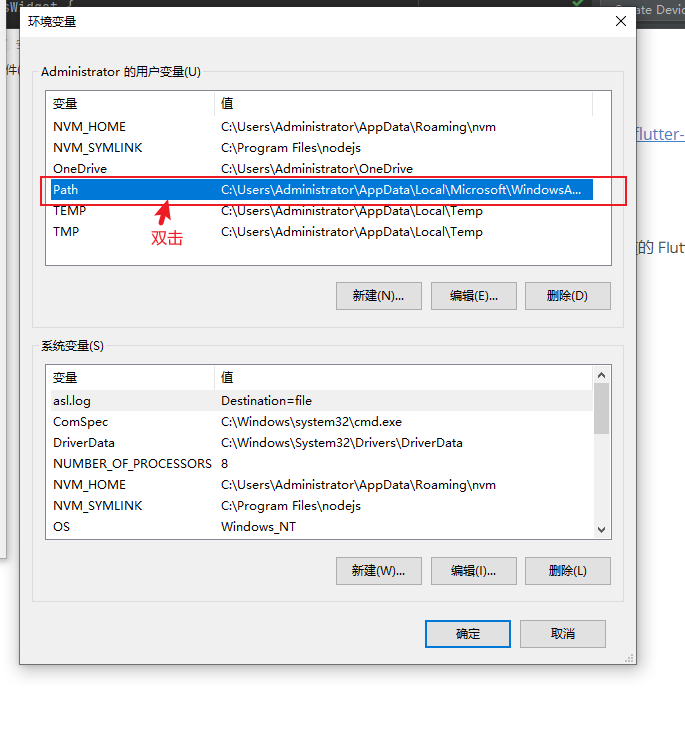 sWidget {
Create Devic
环境变量
件(
Administrator 的用户变量(U)
变量 值
NVM_HOME C:\Users\Administrator\AppData\Roaming\nvm
NVM_SYMLINK C:\Program Files\nodejs
flutter-
OneDrive C:\Users\Administrator\OneDrive
Path C:\Users\Administrator\AppData\Local\Microsoft\WindowsA...
TEMP C:\Users\Administrator\AppData\Local\Temp
TMP C:\Users\Administrator\AppData\Local\Temp
双击
的 Flut
新建(N)... 编辑(E)... 删除(D)
系统变量(S)
变量 值
asl.log Destination=file
ComSpec C:\Windows\system32\cmd.exe
DriverData C:\Windows\System32\Drivers\DriverData
NUMBER_OF_PROCESSORS 8
NVM_HOME C:\Users\Administrator\AppData\Roaming\nvm
NVM_SYMLINK C:\Program Files\nodejs
OS Windows_NT
新建(W)... 编辑(I)... 删除(L)
确定 取消